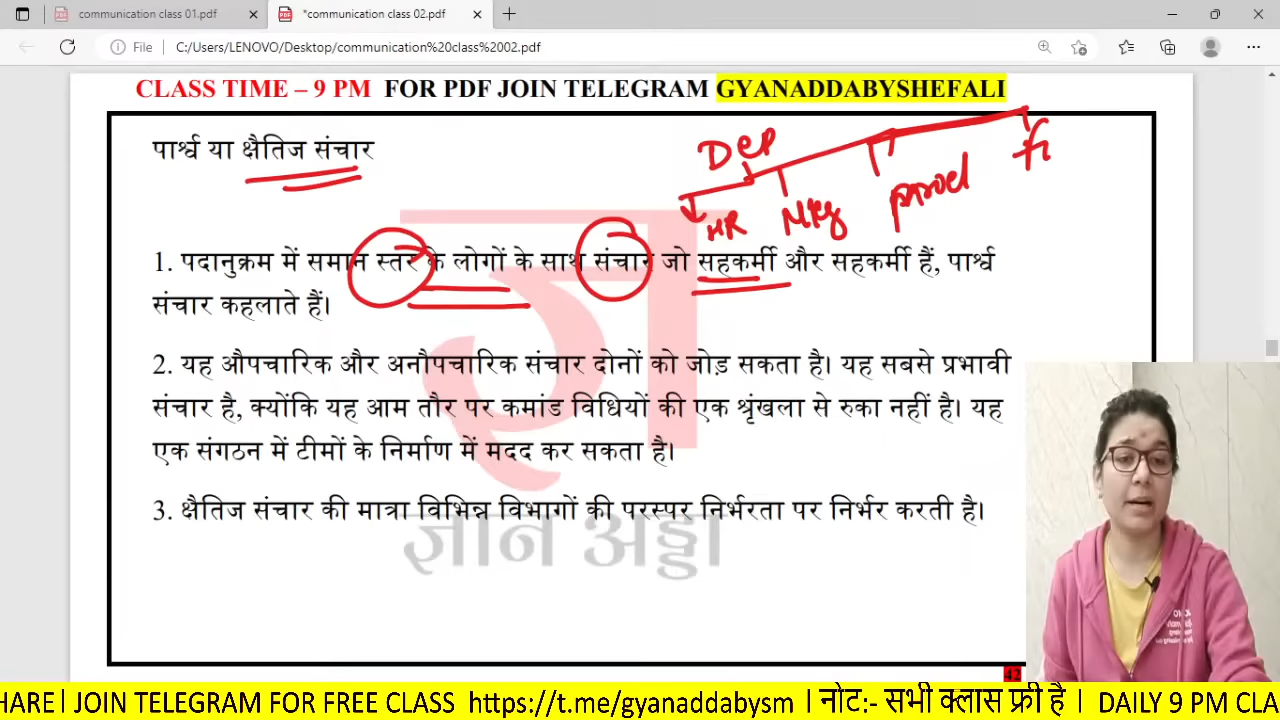 communication class 01.pdf
*communication class 02.pdf
File
C:/Users/LENOVO/Desktop/communication%20class%2002.pdf
CLASS TIME – 9 PM FOR PDF JOIN TELEGRAM GYANADDABYSHEFALI
पार्श्व या क्षैतिज संचार
Dep
HR Mktg prod fi
1. पदानुक्रम में समान स्तर के लोगों के साथ संचार जो सहकर्मी और सहकर्मी हैं, पार्श्व
संचार कहलाते हैं।
2. यह औपचारिक और अनौपचारिक संचार दोनों को जोड़ सकता है। यह सबसे प्रभावी
संचार है, क्योंकि यह आम तौर पर कमांड विधियों की एक श्रृंखला से रुका नहीं है। यह
एक संगठन में टीमों के निर्माण में मदद कर सकता है।
3. क्षैतिज संचार की मात्रा विभिन्न विभागों की परस्पर निर्भरता पर निर्भर करती है।
ज्ञान अड्डा
42
HARE। JOIN TELEGRAM FOR FREE CLASS https://t.me/gyanaddabysm । नोट:- सभी क्लास फ्री है । DAILY 9 PM CLA